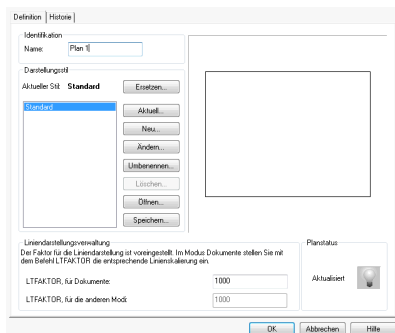 Definition
Historie
Identifikation
Name: Plan 1
Darstellungsstil
Aktueller Stil: Standard
Ersetzen...
Standard
Aktuell...
Neu...
Ändern...
Umbenennen...
Löschen...
Öffnen...
Speichern...
Liniendarstellungsverwaltung
Der Faktor für die Liniendarstellung ist voreingestellt. Im Modus Dokumente stellen Sie mit
dem Befehl LTFAKTOR die entsprechende Linienskalierung ein.
LTFAKTOR, für Dokumente: 1000
LTFAKTOR, für die anderen Modi: 1000
Planstatus
Aktualisiert
OK
Abbrechen
Hilfe